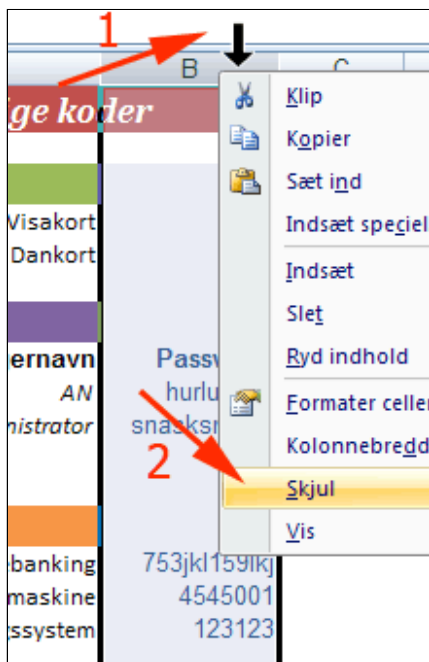 1
B
C
ige koder
Klip
Kopier
Sæt ind
Visakort
Indsæt speciel
Dankort
Indsæt
Slet
ernavn
Passw
Ryd indhold
AN
hurlu
Formater celler
nistrator
snasksn
Kolonnebredd
2
Skjul
Vis
ebanking
753jkl159lkj
maskine
4545001
gssystem
123123